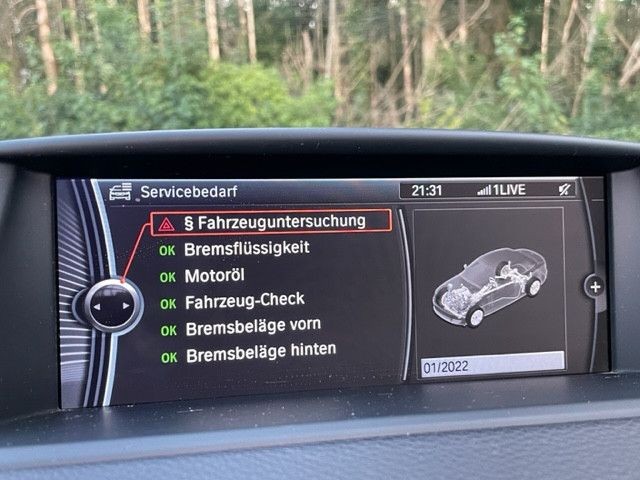 Servicebedarf
21:31
1LIVE
§ Fahrzeuguntersuchung
OK Bremsflüssigkeit
OK Motoröl
OK Fahrzeug-Check
OK Bremsbeläge vorn
OK Bremsbeläge hinten
01/2022